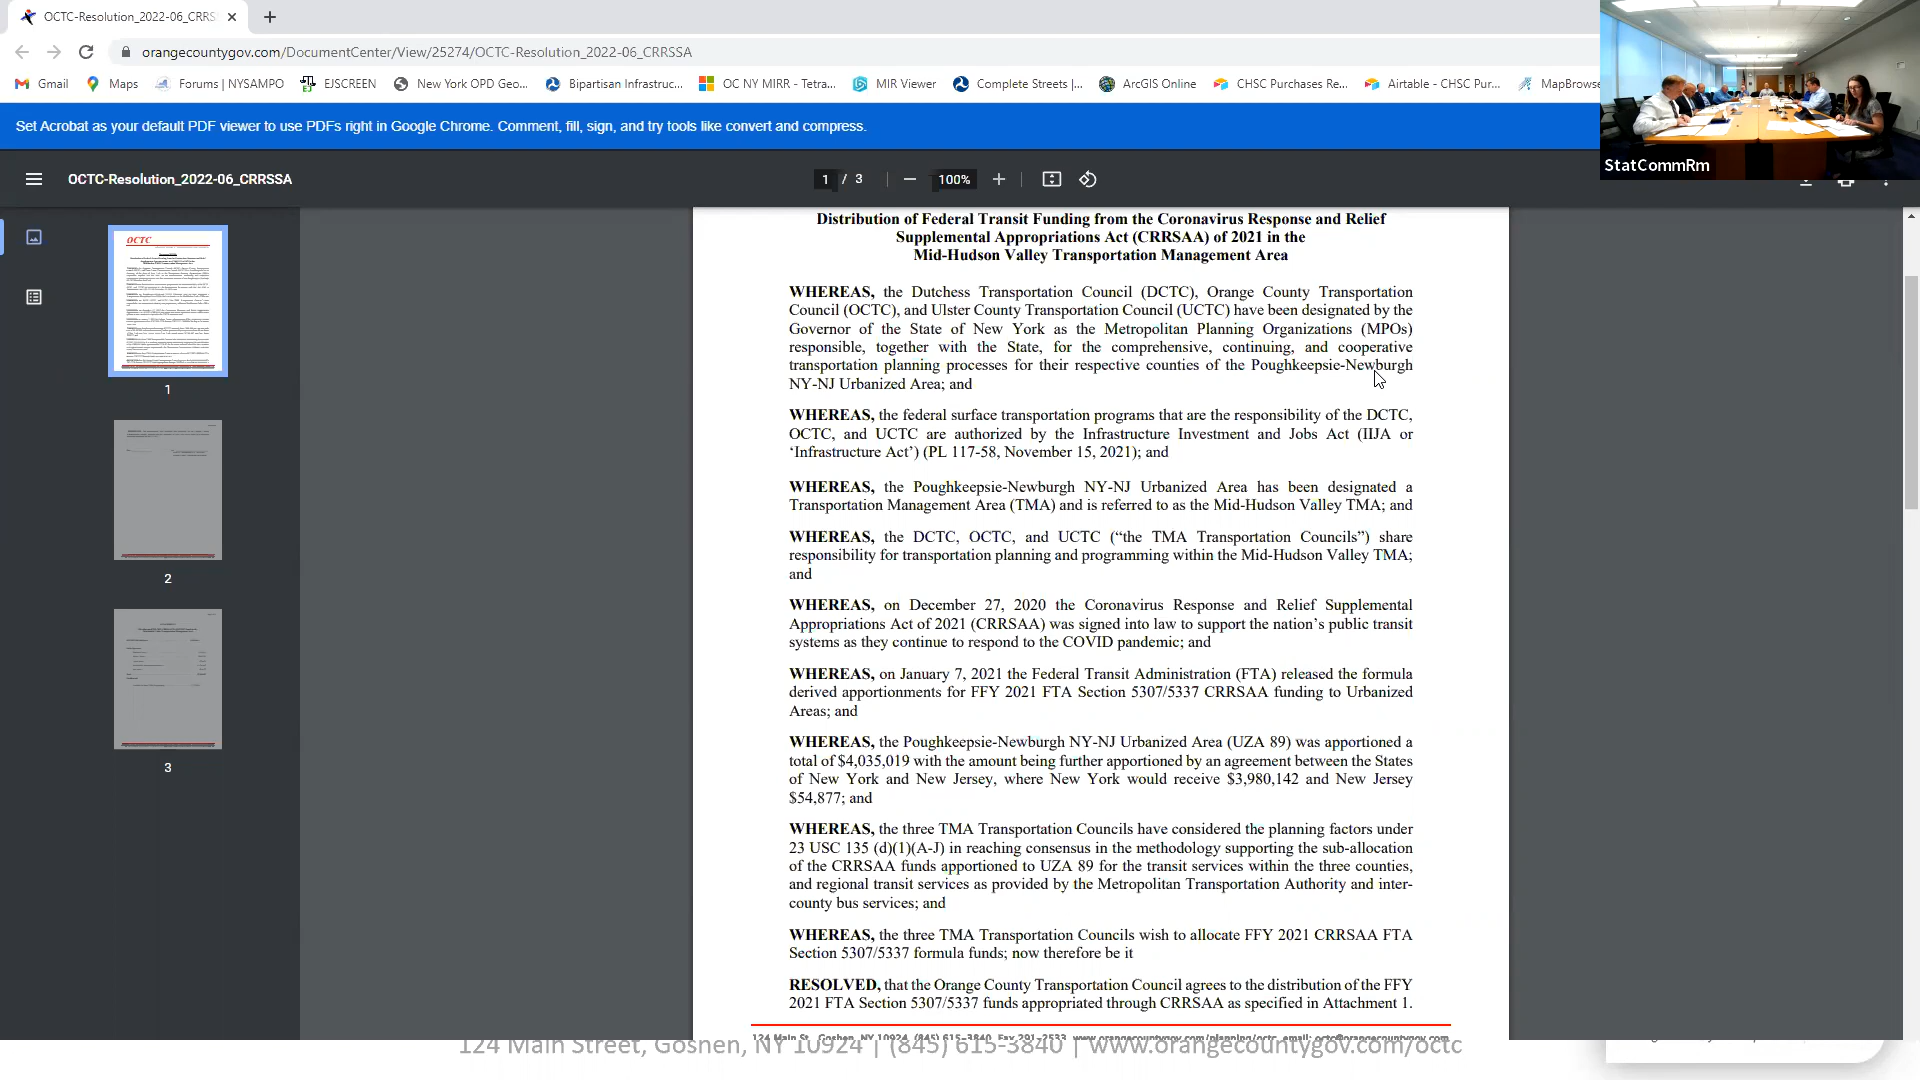 OCTC-Resolution_2022-06_CRRS
orangecountygov.com/DocumentCenter/View/25274/OCTC-Resolution_2022-06_CRRSSA
Gmail Maps Forums | NYSAMPO EJSCREEN New York OPD Geo... Bipartisan Infrastruc... OC NY MIRR - Tetra... MIR Viewer Complete Streets |... ArcGIS Online CHSC Purchases Re... Airtable - CHSC Pur... MapBrowse
Set Acrobat as your default PDF viewer to use PDFs right in Google Chrome. Comment, fill, sign, and try tools like convert and compress.
StatCommRm
OCTC-Resolution_2022-06_CRRSSA
1 / 3
100%
OCTC
1
2
3
Distribution of Federal Transit Funding from the Coronavirus Response and Relief
Supplemental Appropriations Act (CRRSAA) of 2021 in the
Mid-Hudson Valley Transportation Management Area
WHEREAS, the Dutchess Transportation Council (DCTC), Orange County Transportation
Council (OCTC), and Ulster County Transportation Council (UCTC) have been designated by the
Governor of the State of New York as the Metropolitan Planning Organizations (MPOs)
responsible, together with the State, for the comprehensive, continuing, and cooperative
transportation planning processes for their respective counties of the Poughkeepsie-Newburgh
NY-NJ Urbanized Area; and
WHEREAS, the federal surface transportation programs that are the responsibility of the DCTC,
OCTC, and UCTC are authorized by the Infrastructure Investment and Jobs Act (IIJA or
‘Infrastructure Act’) (PL 117-58, November 15, 2021); and
WHEREAS, the Poughkeepsie-Newburgh NY-NJ Urbanized Area has been designated a
Transportation Management Area (TMA) and is referred to as the Mid-Hudson Valley TMA; and
WHEREAS, the DCTC, OCTC, and UCTC (“the TMA Transportation Councils”) share
responsibility for transportation planning and programming within the Mid-Hudson Valley TMA;
and
WHEREAS, on December 27, 2020 the Coronavirus Response and Relief Supplemental
Appropriations Act of 2021 (CRRSAA) was signed into law to support the nation’s public transit
systems as they continue to respond to the COVID pandemic; and
WHEREAS, on January 7, 2021 the Federal Transit Administration (FTA) released the formula
derived apportionments for FFY 2021 FTA Section 5307/5337 CRRSAA funding to Urbanized
Areas; and
WHEREAS, the Poughkeepsie-Newburgh NY-NJ Urbanized Area (UZA 89) was apportioned a
total of $4,035,019 with the amount being further apportioned by an agreement between the States
of New York and New Jersey, where New York would receive $3,980,142 and New Jersey
$54,877; and
WHEREAS, the three TMA Transportation Councils have considered the planning factors under
23 USC 135 (d)(1)(A-J) in reaching consensus in the methodology supporting the sub-allocation
of the CRRSAA funds apportioned to UZA 89 for the transit services within the three counties,
and regional transit services as provided by the Metropolitan Transportation Authority and inter-
county bus services; and
WHEREAS, the three TMA Transportation Councils wish to allocate FFY 2021 CRRSAA FTA
Section 5307/5337 formula funds; now therefore be it
RESOLVED, that the Orange County Transportation Council agrees to the distribution of the FFY
2021 FTA Section 5307/5337 funds appropriated through CRRSAA as specified in Attachment 1.
124 Main St., Goshen, NY 10924 (845) 615-3840 Fax 291-2533 www.orangecountygov.com/planning/octc email: octc@orangecountygov.com
124 Main Street, Goshen, NY 10924 | (845) 615-3840 | www.orangecountygov.com/octc